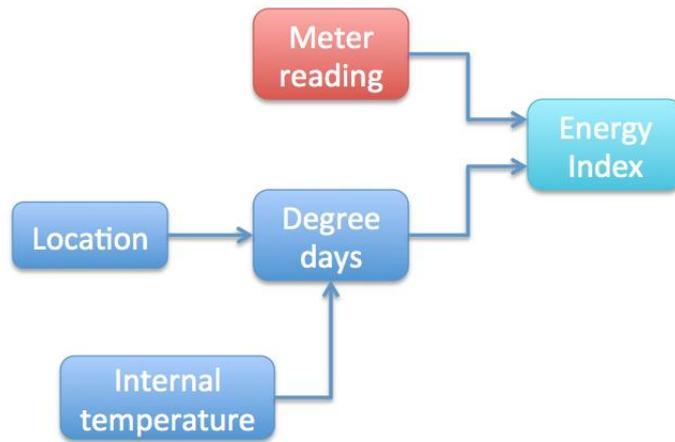 Meter
reading
Energy
Index
Location
Degree
days
Internal
temperature